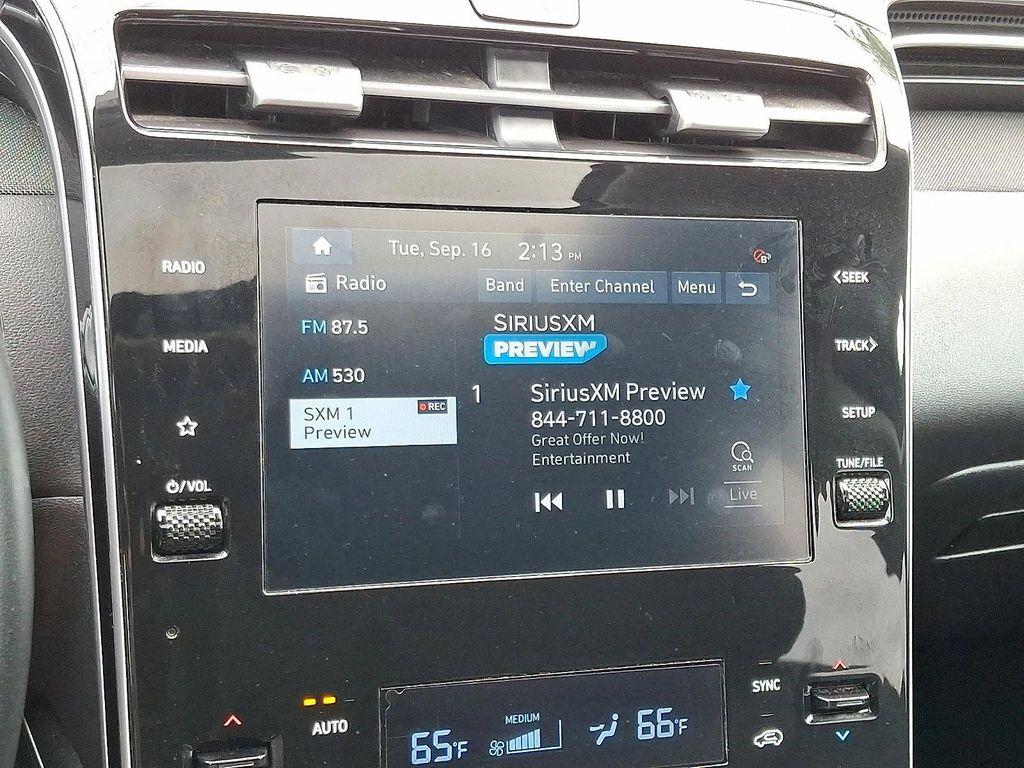 Tue, Sep. 16 2:13 PM
RADIO
Radio
Band Enter Channel Menu
<SEEK
FM 87.5
SIRIUSXM
PREVIEW
MEDIA
TRACK>
AM 530
SXM 1 REC
Preview
1 SiriusXM Preview
844-711-8800
Great Offer Now!
Entertainment
SETUP
SCAN
Live
/VOL
TUNE/FILE
AUTO
MEDIUM
65°F
66°F
SYNC